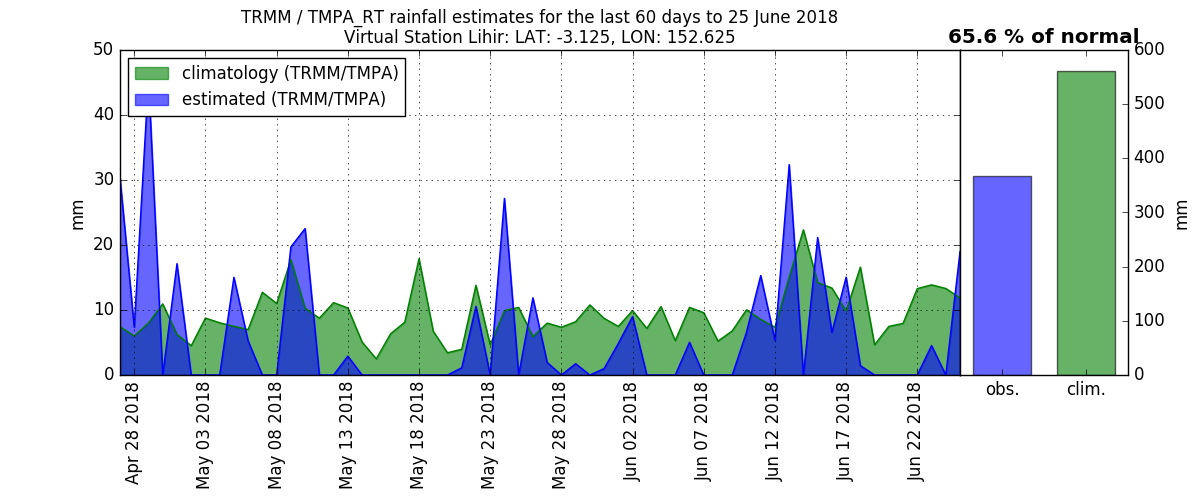 TRMM / TMPA_RT rainfall estimates for the last 60 days to 25 June 2018
Virtual Station Lihir: LAT: -3.125, LON: 152.625
65.6 % of normal
climatology (TRMM/TMPA)
estimated (TRMM/TMPA)
50
40
30
20
10
0
mm
Apr 28 2018
May 03 2018
May 08 2018
May 13 2018
May 18 2018
May 23 2018
May 28 2018
Jun 02 2018
Jun 07 2018
Jun 12 2018
Jun 17 2018
Jun 22 2018
obs.
clim.
600
500
400
300
200
100
0
mm